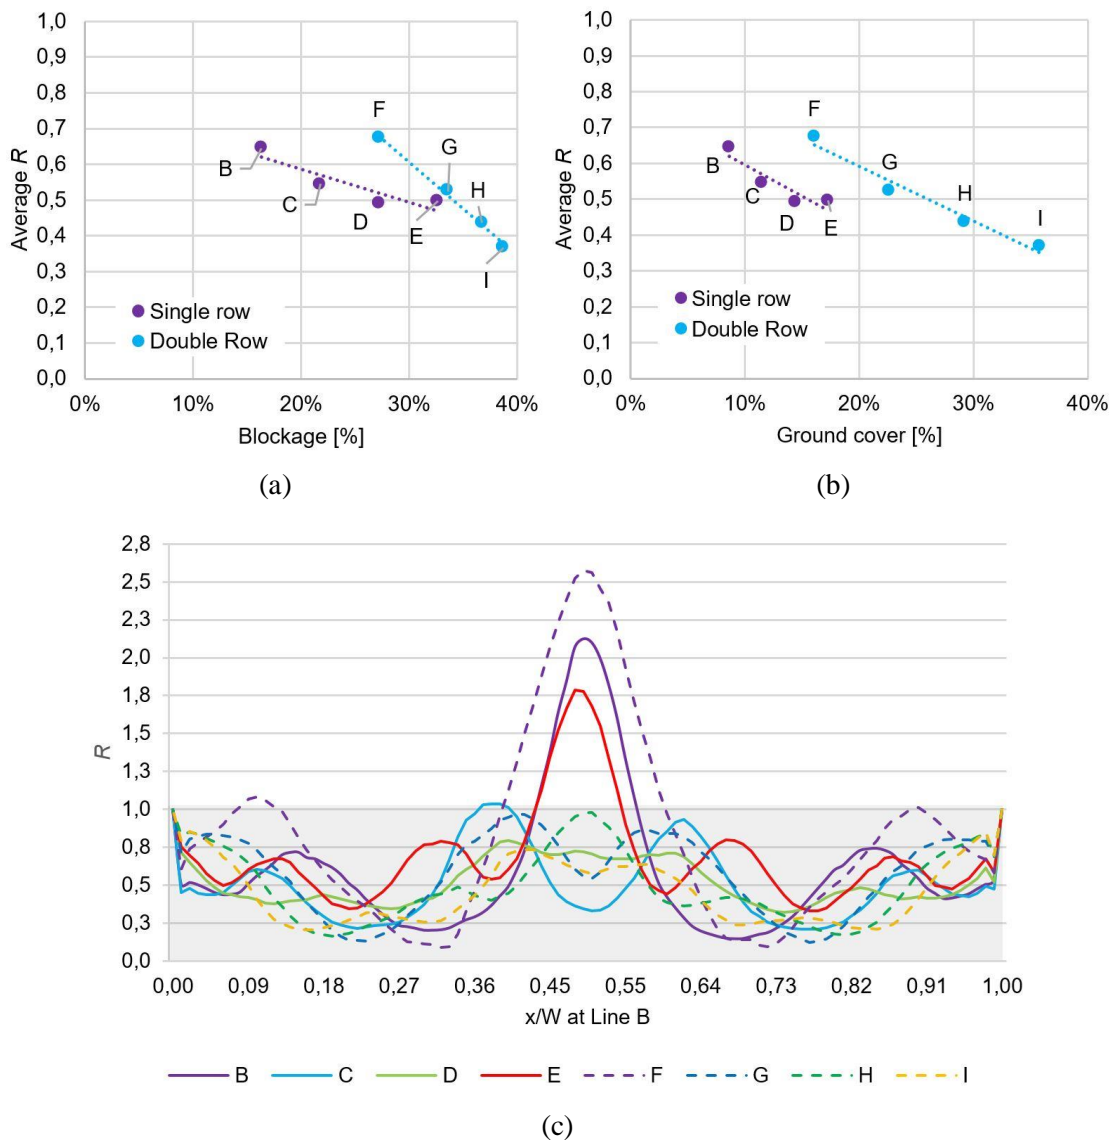 1,0
0,9
0,8
0,7
0,6
0,5
0,4
0,3
0,2
0,1
0,0
Average R
B
C
D
E
F
G
H
I
Single row
Double Row
0% 10% 20% 30% 40%
Blockage [%]
(a)
1,0
0,9
0,8
0,7
0,6
0,5
0,4
0,3
0,2
0,1
0,0
Average R
B
C
D
E
F
G
H
I
Single row
Double Row
0% 10% 20% 30% 40%
Ground cover [%]
(b)
2,8
2,5
2,3
2,0
1,8
1,5
1,3
1,0
0,8
0,5
0,3
0,0
R
0,00 0,09 0,18 0,27 0,36 0,45 0,55 0,64 0,73 0,82 0,91 1,00
x/W at Line B
B C D E F G H I
(c)